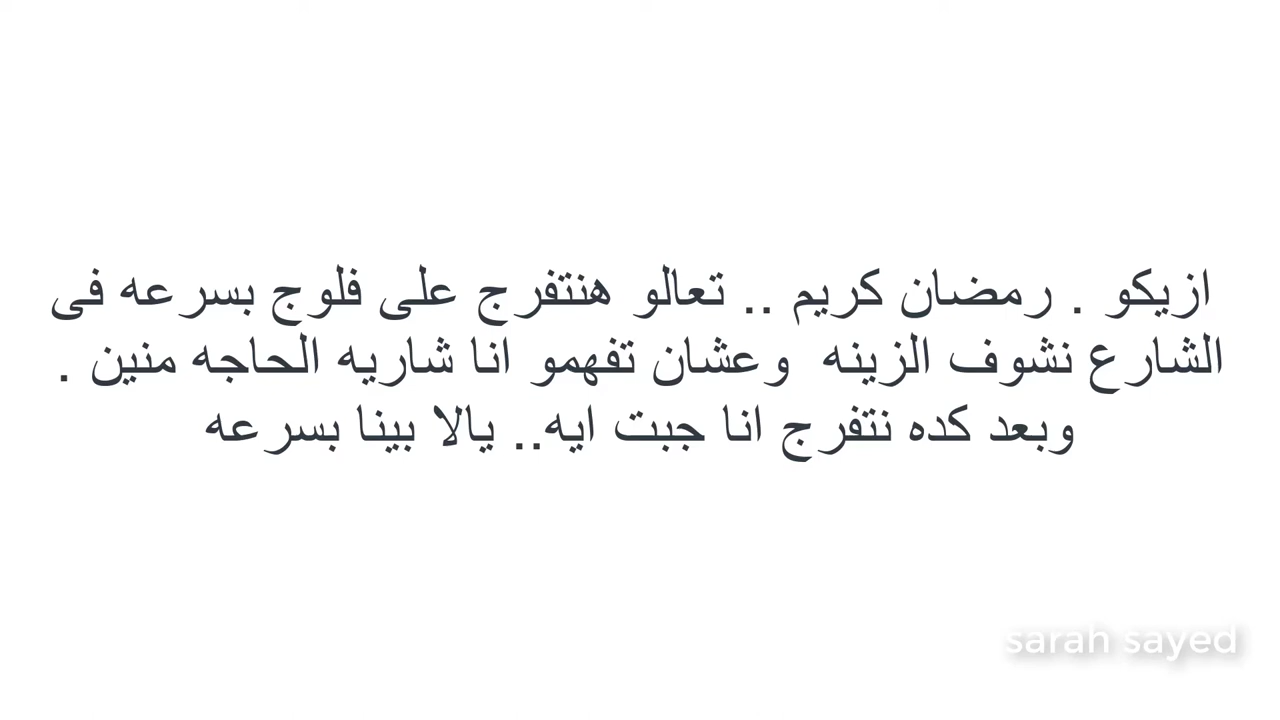 ازيكو . رمضان كريم .. تعالو هنتفرج على فلوج بسرعه فى
الشارع نشوف الزينه وعشان تفهمو انا شاريه الحاجه منين .
وبعد كده نتفرج انا جبت ايه.. يالا بينا بسرعه
sarah sayed